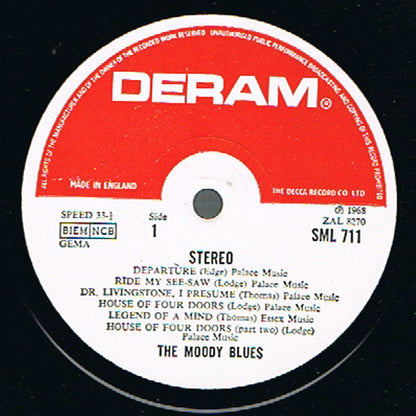 ALL RIGHTS OF THE MANUFACTURER AND OF THE OWNER OF THE RECORDED WORK RESERVED UNAUTHORISED PUBLIC PERFORMANCE BROADCASTING AND COPYING OF THIS RECORD PROHIBITED
DERAM®
MADE IN ENGLAND
THE DECCA RECORD CO LTD
SPEED 33⅓
BIEM NCB
GEMA
Side
1
℗ 1968
ZAL 8270
SML 711
STEREO
DEPARTURE (Edge) Palace Music
RIDE MY SEE-SAW (Lodge) Palace Music
DR. LIVINGSTONE, I PRESUME (Thomas) Palace Music
HOUSE OF FOUR DOORS (Lodge) Palace Music
LEGEND OF A MIND (Thomas) Essex Music
HOUSE OF FOUR DOORS (part two) (Lodge)
Palace Music
THE MOODY BLUES